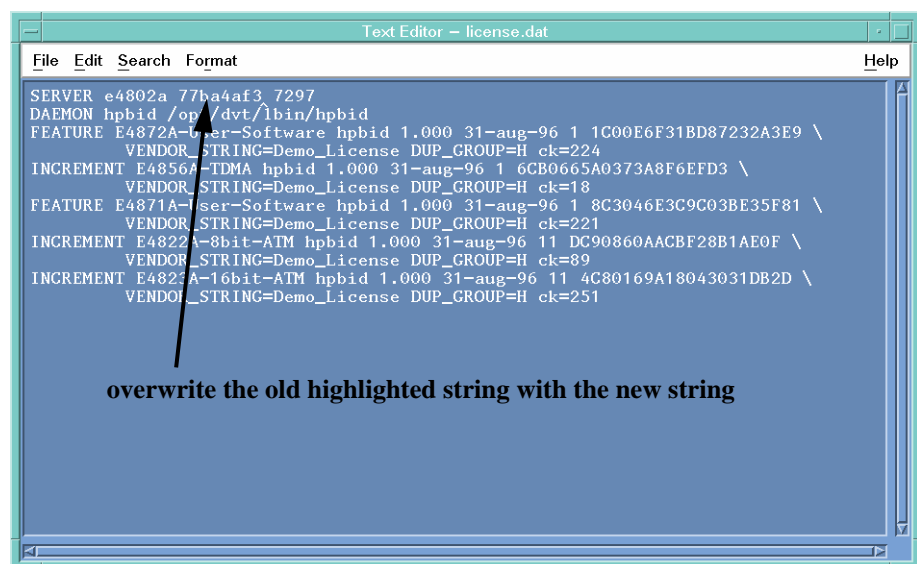 Text Editor – license.dat
File Edit Search Format Help
SERVER e4802a 77ba4af3 7297
DAEMON hpbid /opt/dvt/lbin/hpbid
FEATURE E4872A-User-Software hpbid 1.000 31-aug-96 1 1C00E6F31BD87232A3E9 \
VENDOR_STRING=Demo_License DUP_GROUP=H ck=224
INCREMENT E4856A-TDMA hpbid 1.000 31-aug-96 1 6CB0665A0373A8F6EFD3 \
VENDOR_STRING=Demo_License DUP_GROUP=H ck=18
FEATURE E4871A-User-Software hpbid 1.000 31-aug-96 1 8C3046E3C9C03BE35F81 \
VENDOR_STRING=Demo_License DUP_GROUP=H ck=221
INCREMENT E4822A-8bit-ATM hpbid 1.000 31-aug-96 11 DC90860AACBF28B1AE0F \
VENDOR_STRING=Demo_License DUP_GROUP=H ck=89
INCREMENT E4823A-16bit-ATM hpbid 1.000 31-aug-96 11 4C80169A18043031DB2D \
VENDOR_STRING=Demo_License DUP_GROUP=H ck=251
overwrite the old highlighted string with the new string